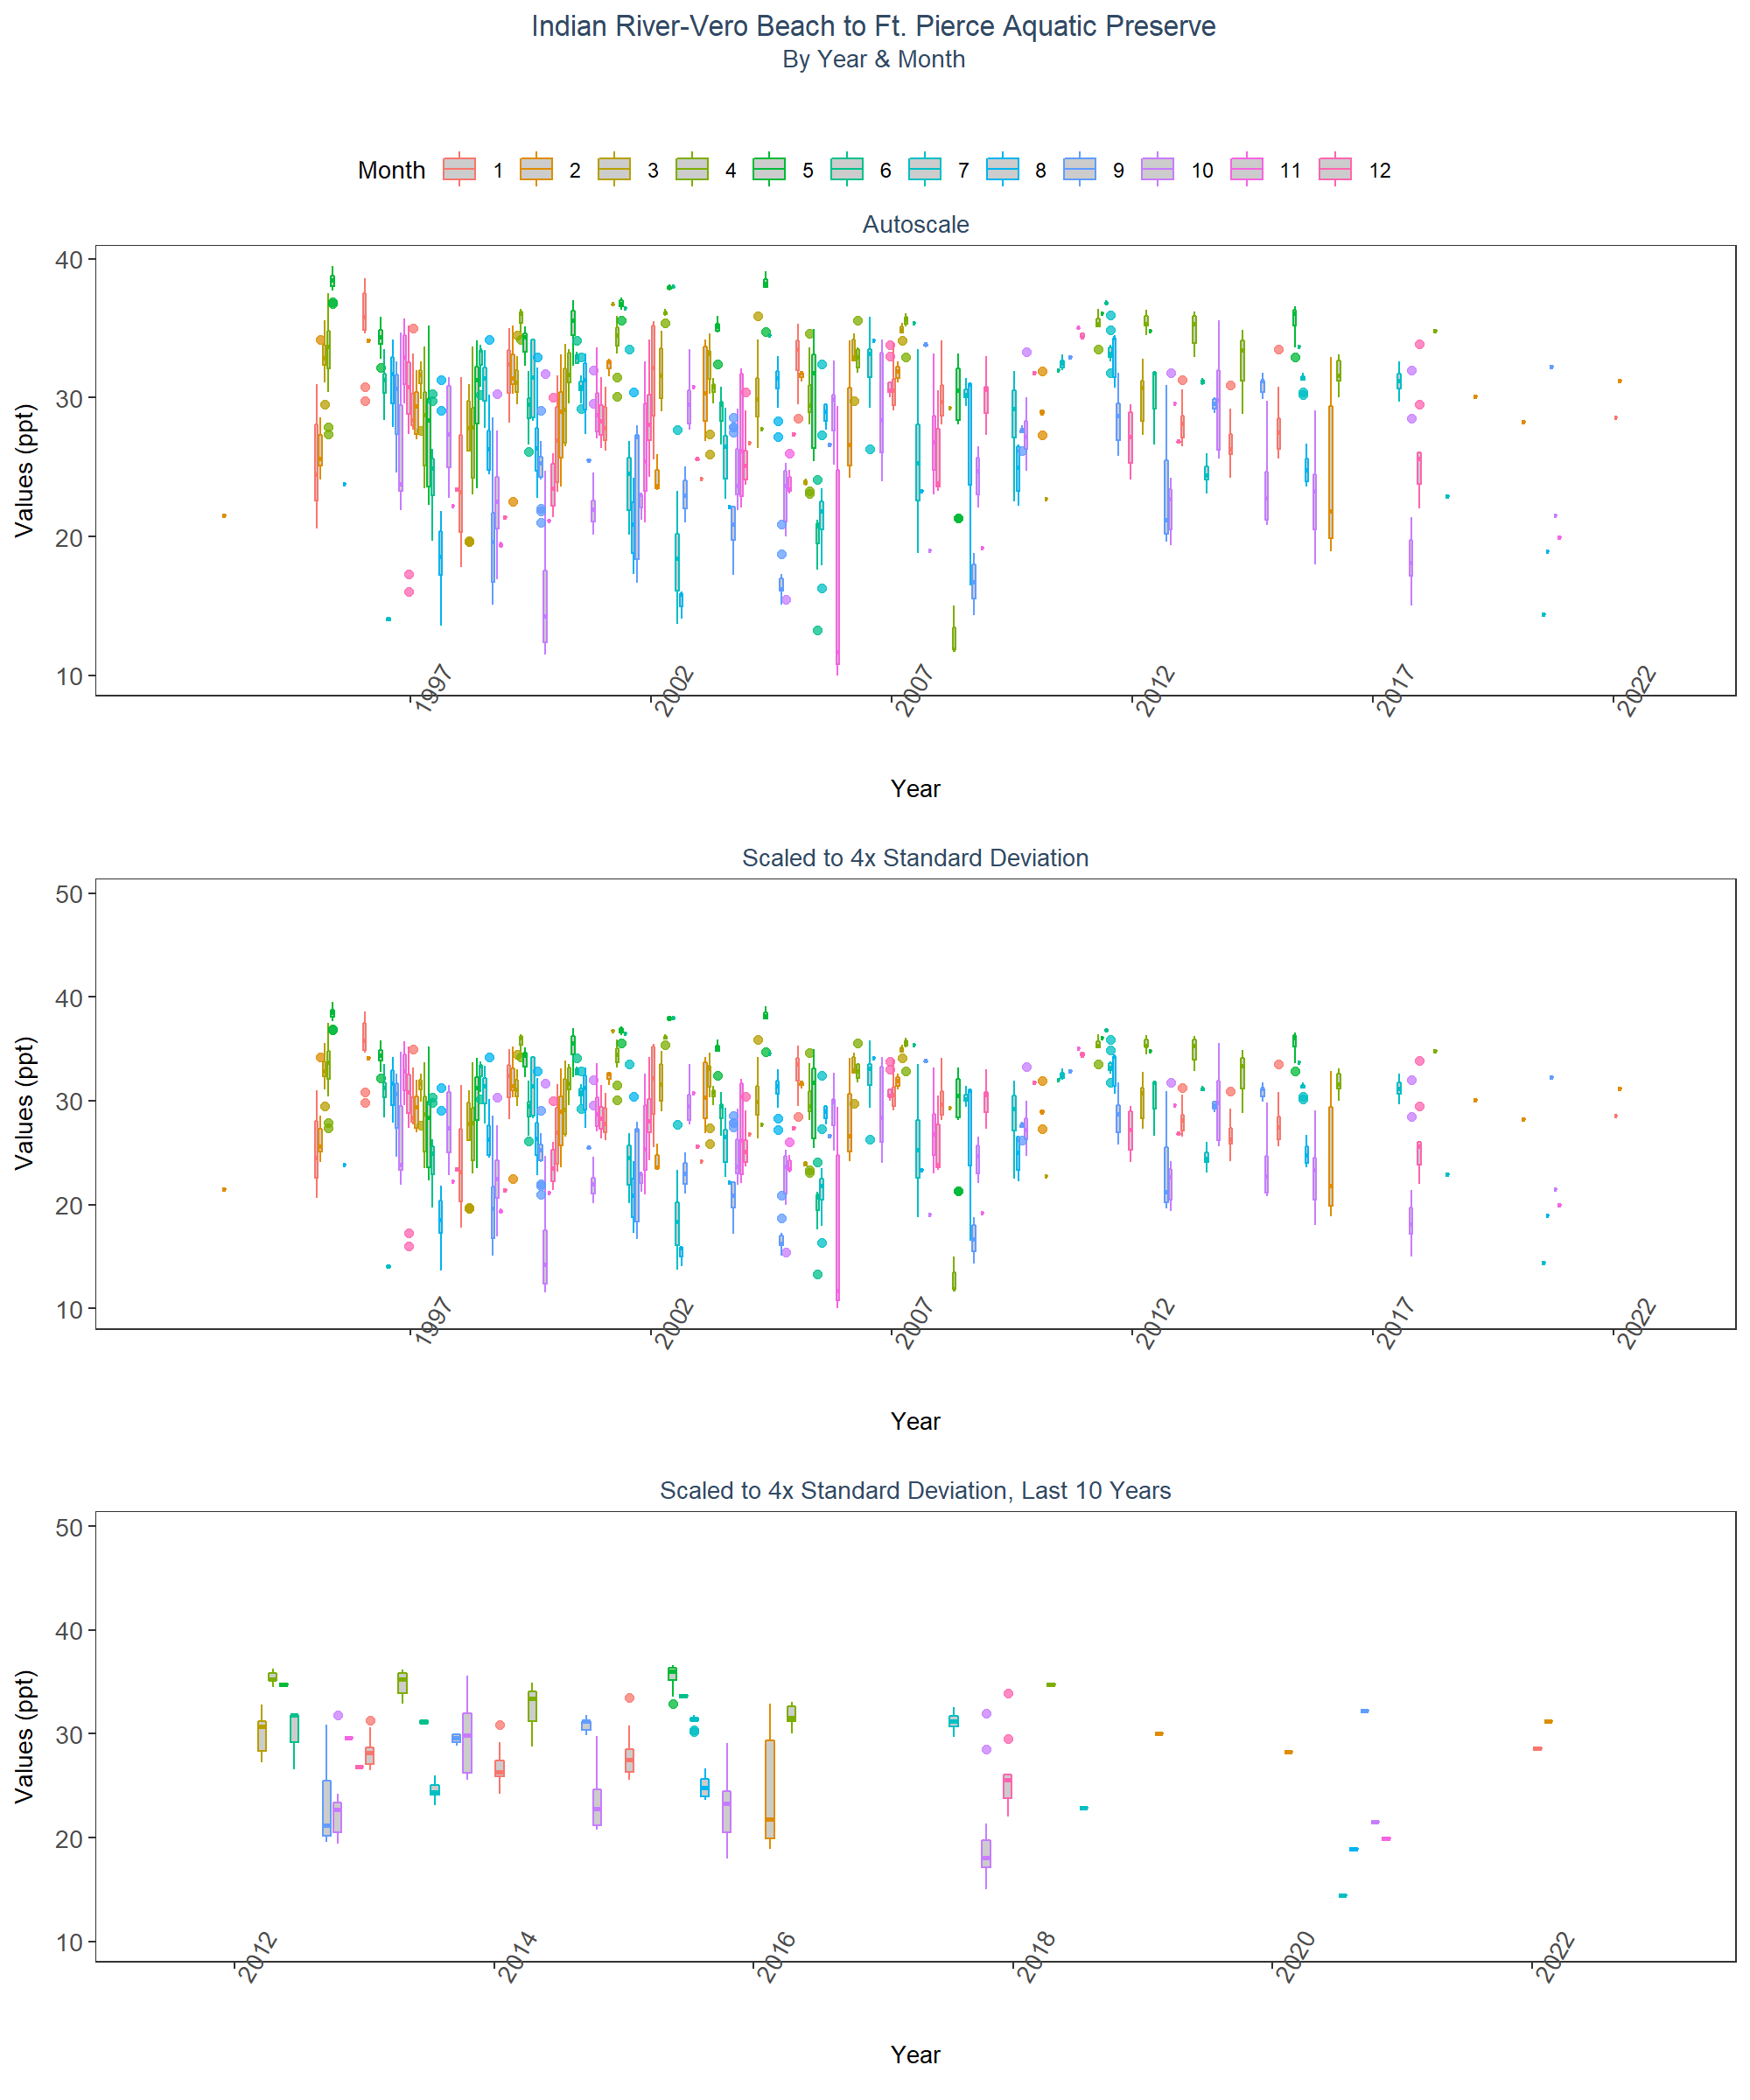 Indian River-Vero Beach to Ft. Pierce Aquatic Preserve
By Year & Month
Month 1 2 3 4 5 6 7 8 9 10 11 12
Autoscale
40
30
20
10
Values (ppt)
1997 2002 2007 2012 2017 2022
Year
Scaled to 4x Standard Deviation
50
40
30
20
10
Values (ppt)
1997 2002 2007 2012 2017 2022
Year
Scaled to 4x Standard Deviation, Last 10 Years
50
40
30
20
10
Values (ppt)
2012 2014 2016 2018 2020 2022
Year